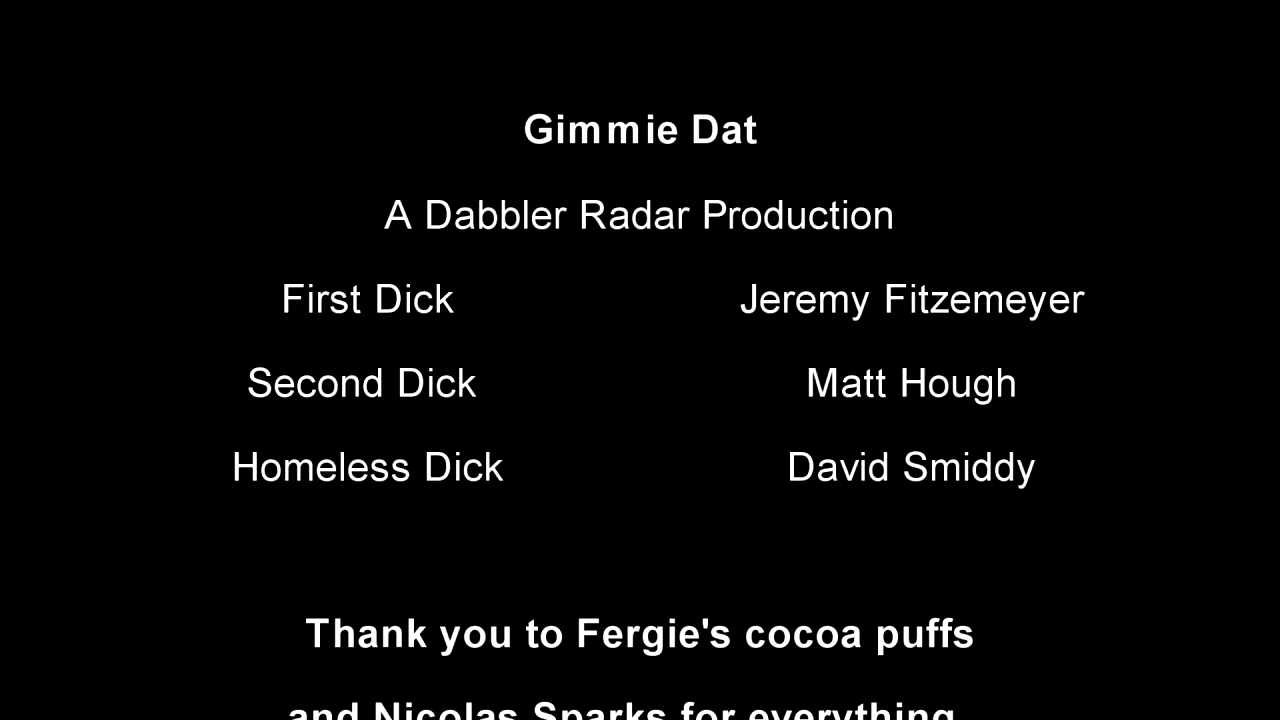 Gimmie Dat
A Dabbler Radar Production
First Dick Jeremy Fitzemeyer
Second Dick Matt Hough
Homeless Dick David Smiddy
Thank you to Fergie's cocoa puffs
and Nicolas Sparks for everything